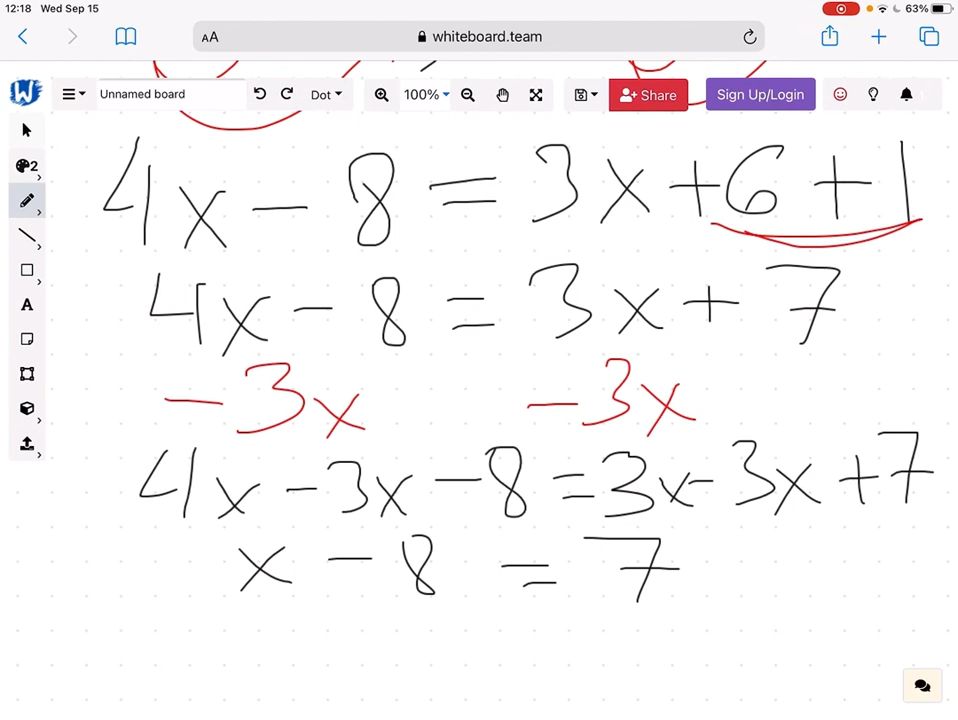 12:18 Wed Sep 15 63%
AA whiteboard.team
Unnamed board Dot 100% Share Sign Up/Login
2
A
4x - 8 = 3x + 6 + 1
4x - 8 = 3x + 7
- 3x - 3x
4x - 3x - 8 = 3x - 3x + 7
x - 8 = 7